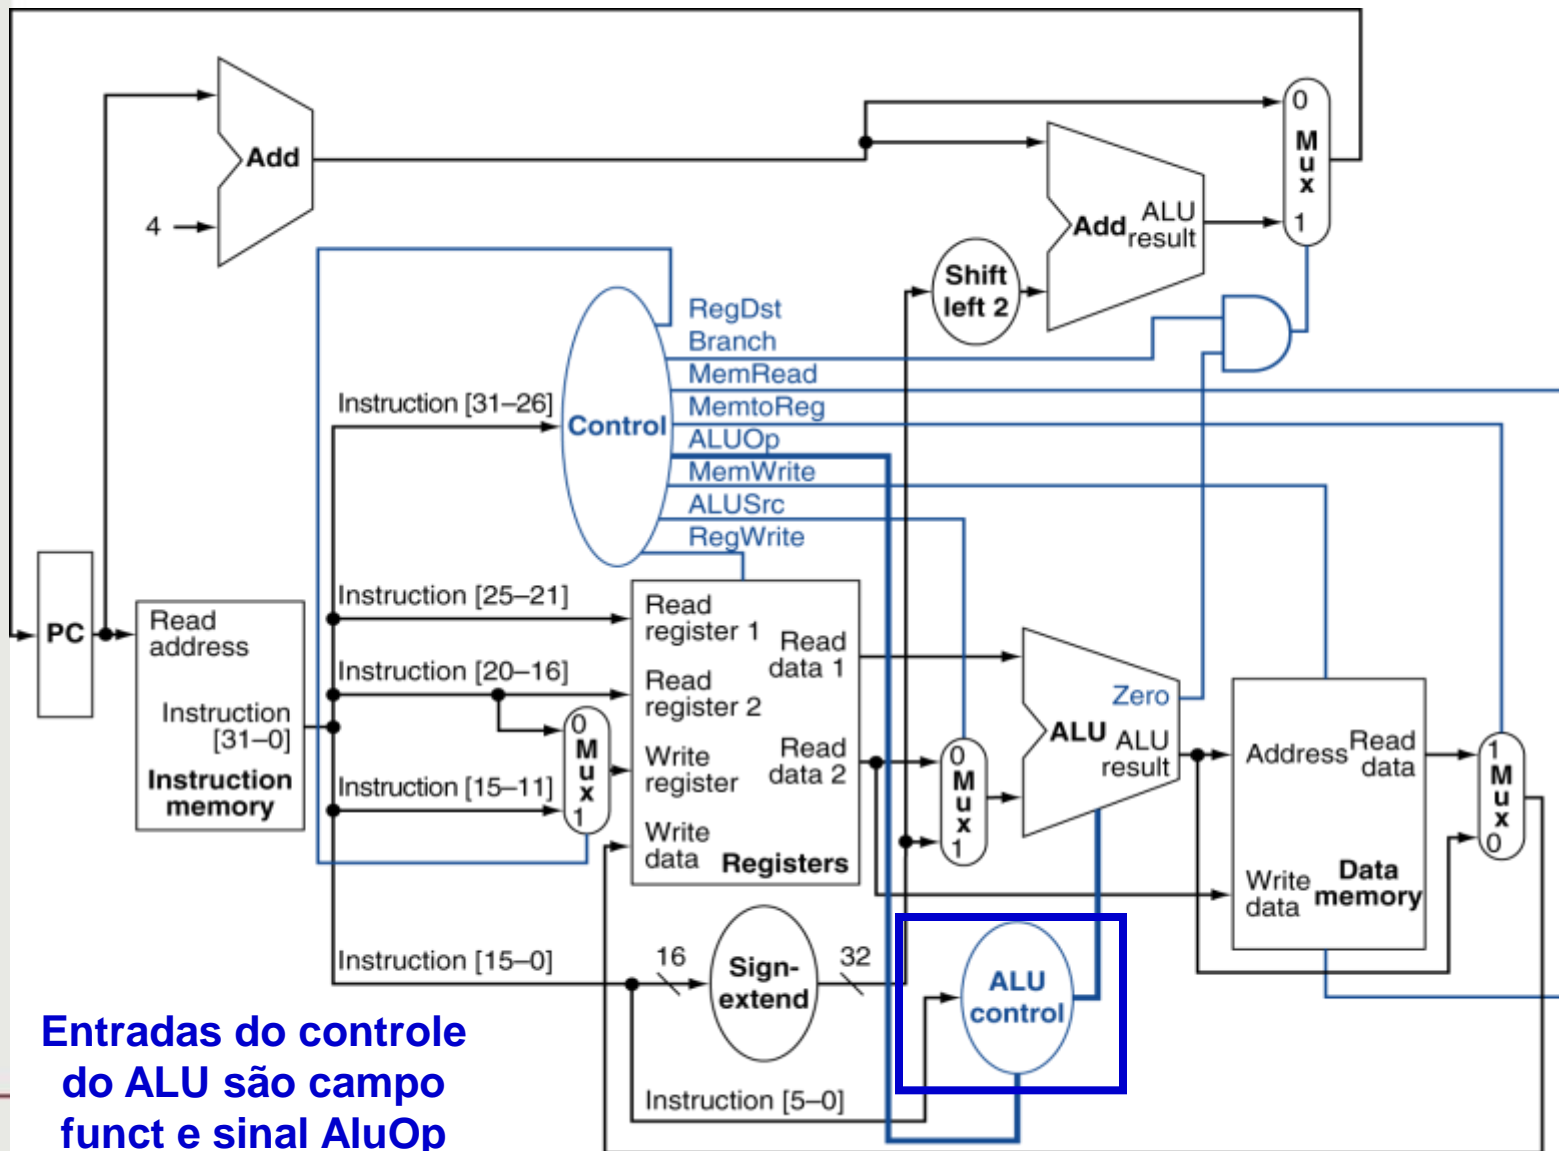 Add
4
0
M
u
x
1
Add
ALU
result
Shift
left 2
RegDst
Branch
MemRead
MemtoReg
ALUOp
MemWrite
ALUSrc
RegWrite
Control
Instruction [31–26]
Instruction [25–21]
Instruction [20–16]
Instruction [15–11]
Instruction [15–0]
Instruction [5–0]
PC
Read
address
Instruction
[31–0]
Instruction
memory
0
M
u
x
1
Read
register 1
Read
register 2
Write
register
Write
data
Read
data 1
Read
data 2
Registers
0
M
u
x
1
Zero
ALU
ALU
result
Address
Read
data
Write
data
Data
memory
1
M
u
x
0
16
Sign-
extend
32
ALU
control
Entradas do controle
do ALU são campo
funct e sinal AluOp